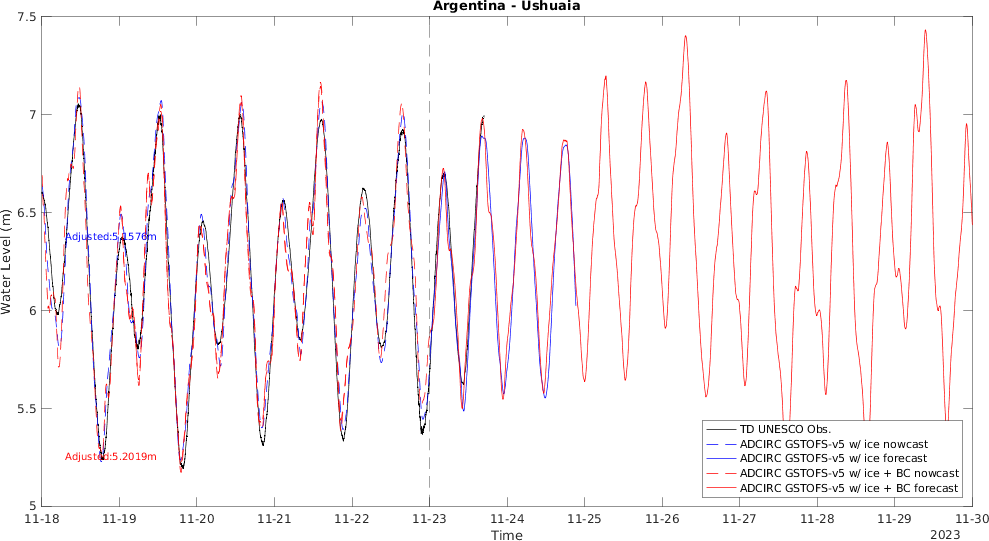 Argentina - Ushuaia
Water Level (m)
7.5
7
6.5
6
5.5
5
Adjusted:5.1576m
Adjusted:5.2019m
TD UNESCO Obs.
ADCIRC GSTOFS-v5 w/ ice nowcast
ADCIRC GSTOFS-v5 w/ ice forecast
ADCIRC GSTOFS-v5 w/ ice + BC nowcast
ADCIRC GSTOFS-v5 w/ ice + BC forecast
11-18 11-19 11-20 11-21 11-22 11-23 11-24 11-25 11-26 11-27 11-28 11-29 11-30
Time
2023